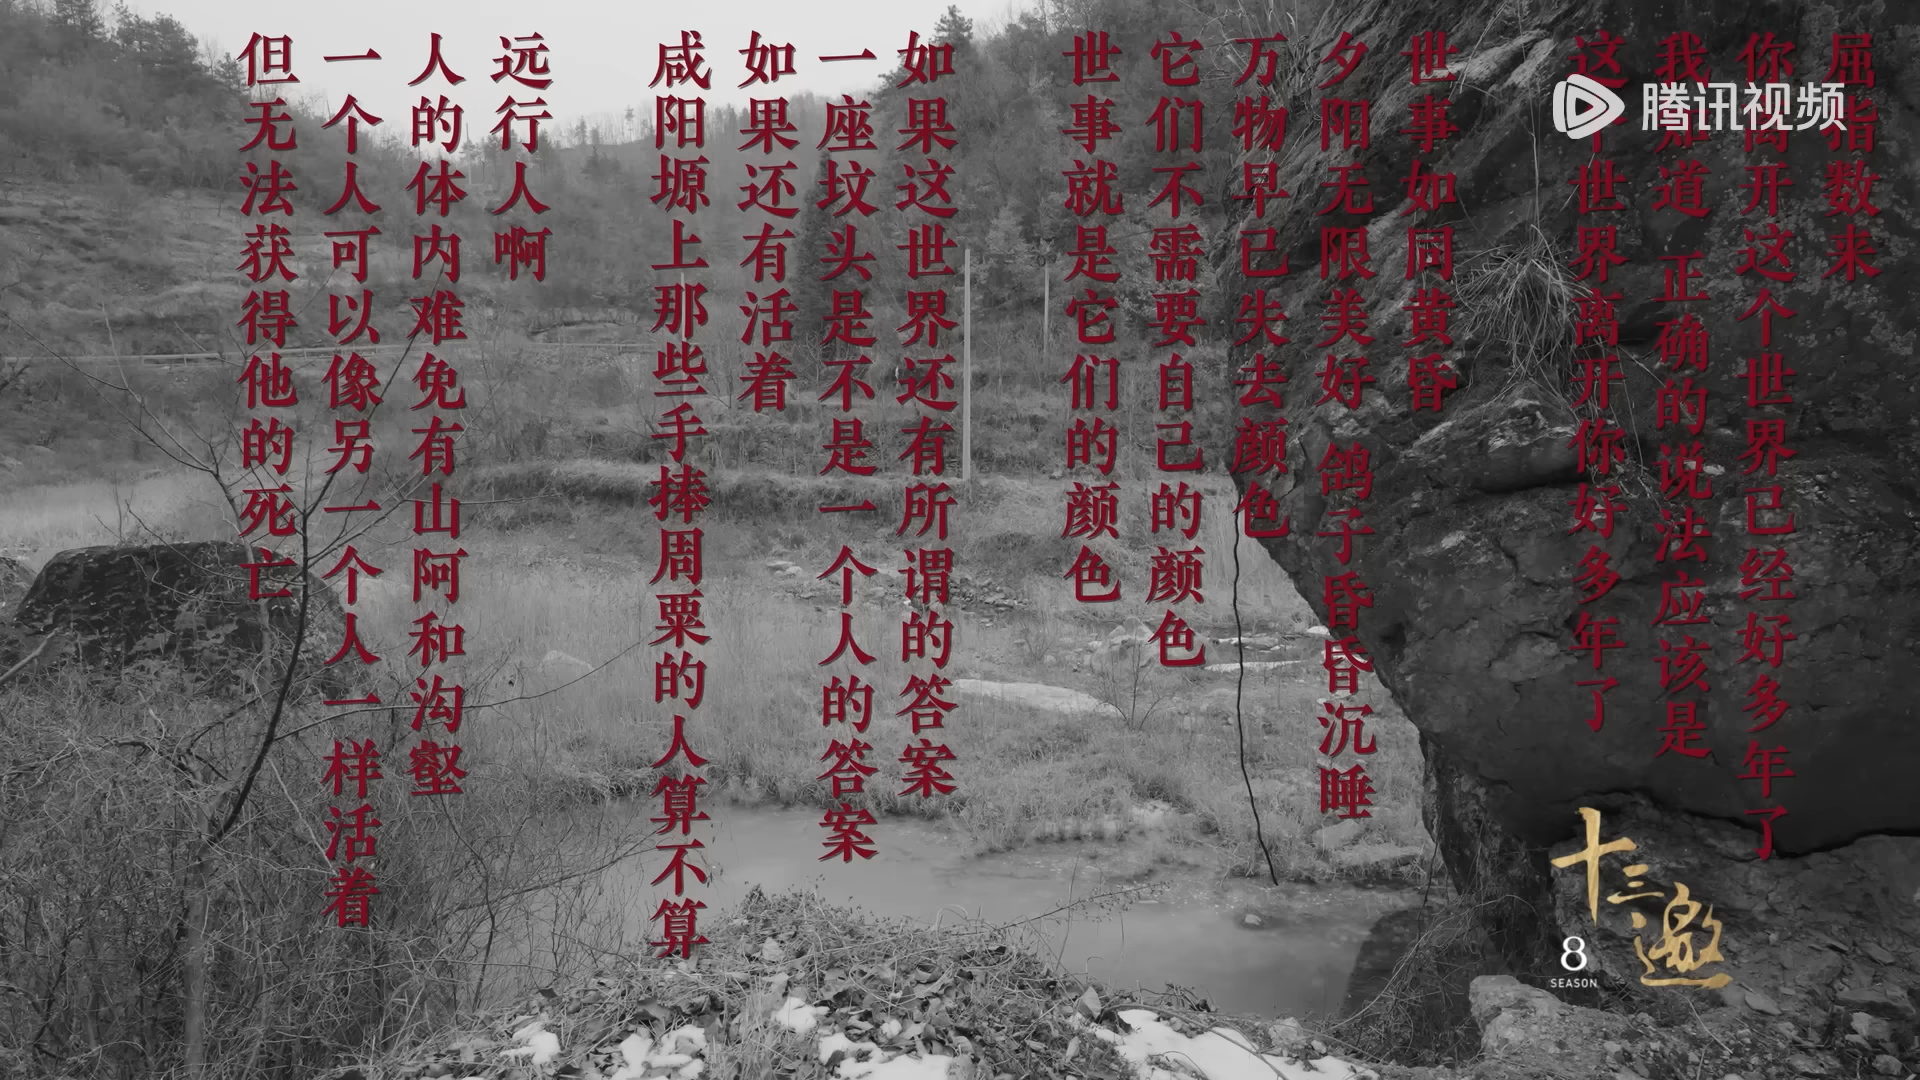 屈指数来
你离开这个世界已经好多年了
我知道 正确的说法应该是
这个世界离开你好多年了
世事如同黄昏
夕阳无限美好 鸽子昏昏沉睡
万物早已失去颜色
它们不需要自己的颜色
世事就是它们的颜色
如果这世界还有所谓的答案
一座坟头是不是一个人的答案
如果还有活着
咸阳塬上那些手捧周粟的人算不算
远行人啊
人的体内难免有山阿和沟壑
一个人可以像另一个人一样活着
但无法获得他的死亡
腾讯视频
十三邀
8
SEASON